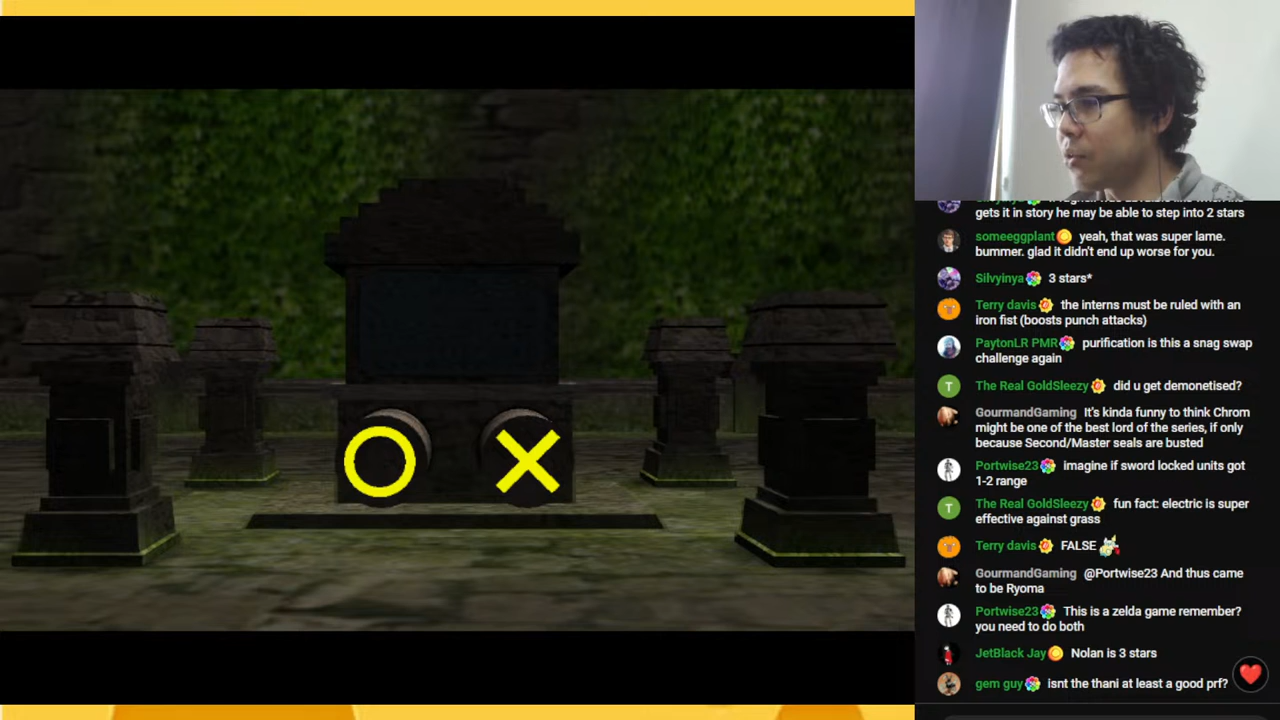 gets it in story he may be able to step into 2 stars
someeggplant yeah, that was super lame.
bummer. glad it didn't end up worse for you.
Silvyinya 3 stars*
Terry davis the interns must be ruled with an
iron fist (boosts punch attacks)
PaytonLR PMR purification is this a snag swap
challenge again
The Real GoldSleezy did u get demonetised?
GourmandGaming It's kinda funny to think Chrom
might be one of the best lord of the series, if only
because Second/Master seals are busted
Portwise23 imagine if sword locked units got
1-2 range
The Real GoldSleezy fun fact: electric is super
effective against grass
Terry davis FALSE
GourmandGaming @Portwise23 And thus came
to be Ryoma
Portwise23 This is a zelda game remember?
you need to do both
JetBlack Jay Nolan is 3 stars
gem guy isnt the thani at least a good prf?